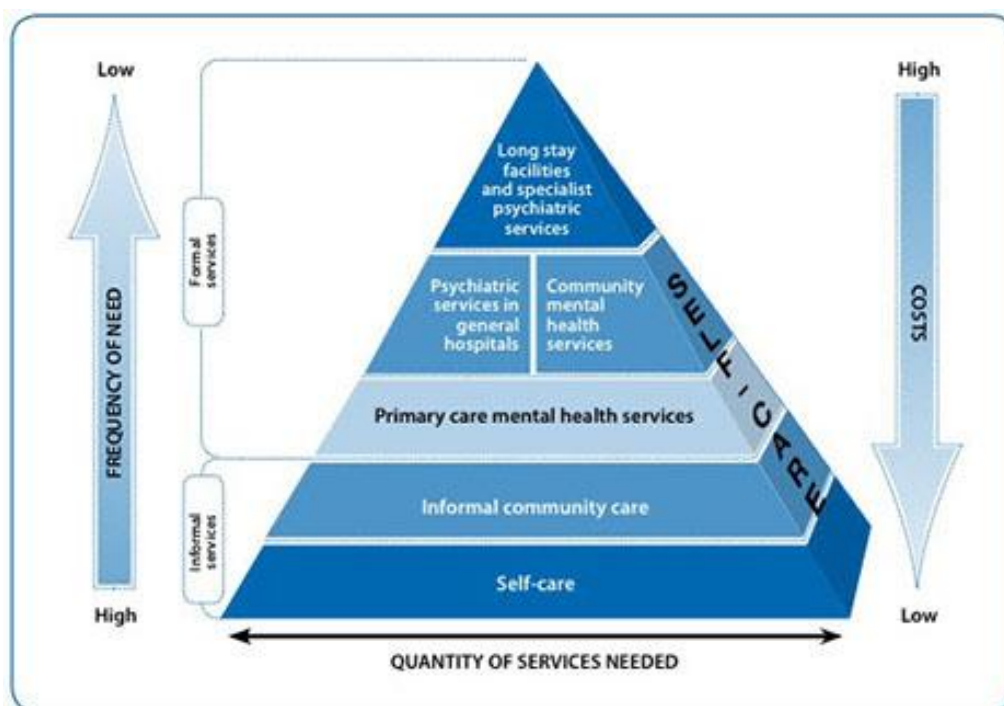 Low
High
Long stay
facilities
and specialist
psychiatric
services
Formal
services
Psychiatric
services in
general
hospitals
Community
mental
health
services
SELF-CARE
FREQUENCY OF NEED
COSTS
Primary care mental health services
Informal community care
Informal
services
Self-care
High
Low
QUANTITY OF SERVICES NEEDED